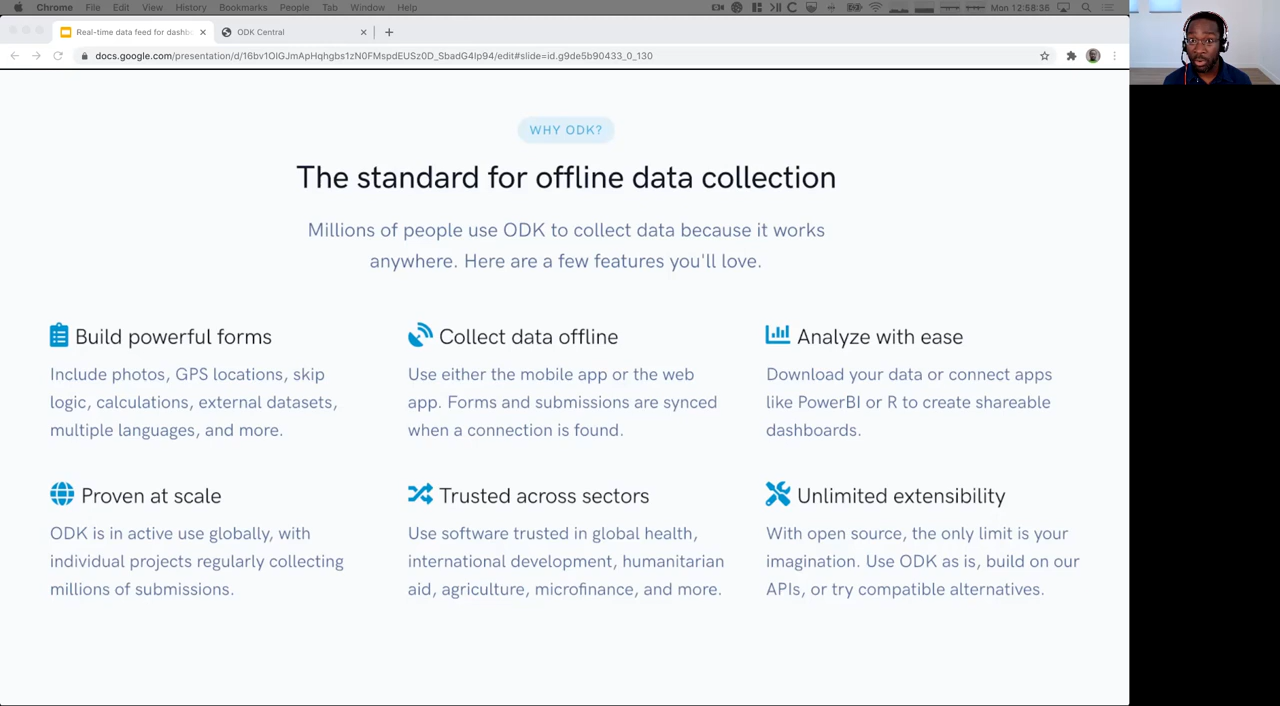 Chrome File Edit View History Bookmarks People Tab Window Help Mon 12:58:38
Real-time data feed for dashb ODK Central
docs.google.com/presentation/d/16bv1OIGJmApHqhgbs1zN0FMspdEUSz0D_SbadG4Ip94/edit#slide=id.g9de5b90433_0_130
WHY ODK?
The standard for offline data collection
Millions of people use ODK to collect data because it works
anywhere. Here are a few features you'll love.
Build powerful forms
Include photos, GPS locations, skip
logic, calculations, external datasets,
multiple languages, and more.
Collect data offline
Use either the mobile app or the web
app. Forms and submissions are synced
when a connection is found.
Analyze with ease
Download your data or connect apps
like PowerBI or R to create shareable
dashboards.
Proven at scale
ODK is in active use globally, with
individual projects regularly collecting
millions of submissions.
Trusted across sectors
Use software trusted in global health,
international development, humanitarian
aid, agriculture, microfinance, and more.
Unlimited extensibility
With open source, the only limit is your
imagination. Use ODK as is, build on our
APIs, or try compatible alternatives.